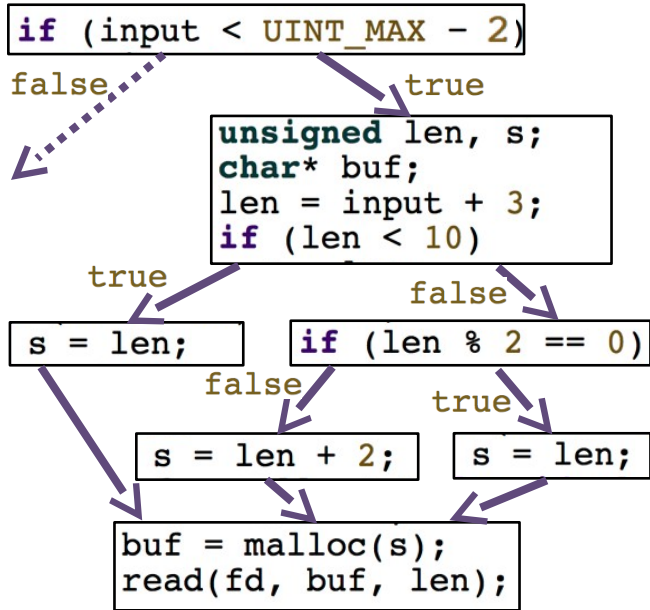 if (input < UINT_MAX - 2)
false
true
unsigned len, s;
char* buf;
len = input + 3;
if (len < 10)
true
false
s = len;
if (len % 2 == 0)
false
true
s = len + 2;
s = len;
buf = malloc(s);
read(fd, buf, len);